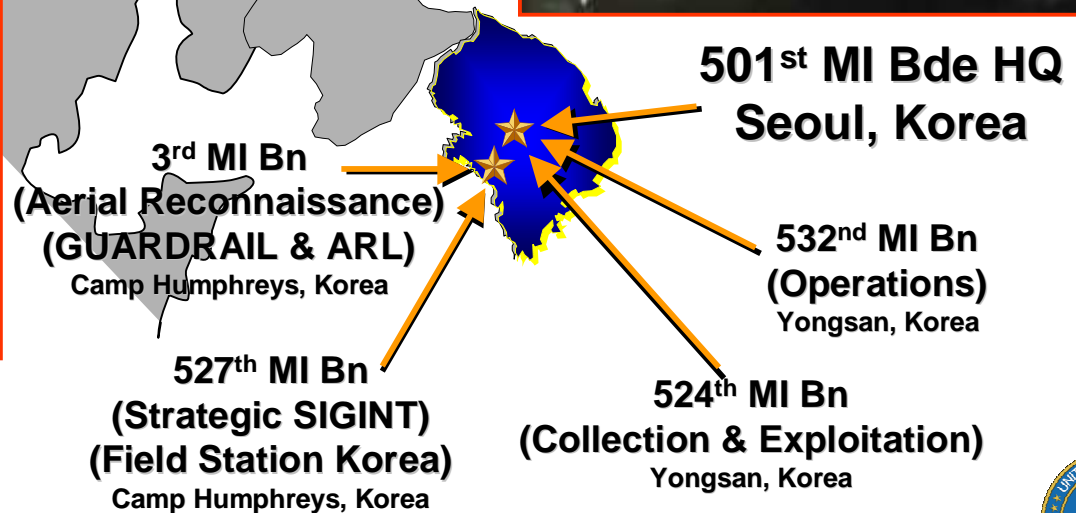 501st MI Bde HQ
Seoul, Korea
3rd MI Bn
(Aerial Reconnaissance)
(GUARDRAIL & ARL)
Camp Humphreys, Korea
532nd MI Bn
(Operations)
Yongsan, Korea
527th MI Bn
(Strategic SIGINT)
(Field Station Korea)
Camp Humphreys, Korea
524th MI Bn
(Collection & Exploitation)
Yongsan, Korea